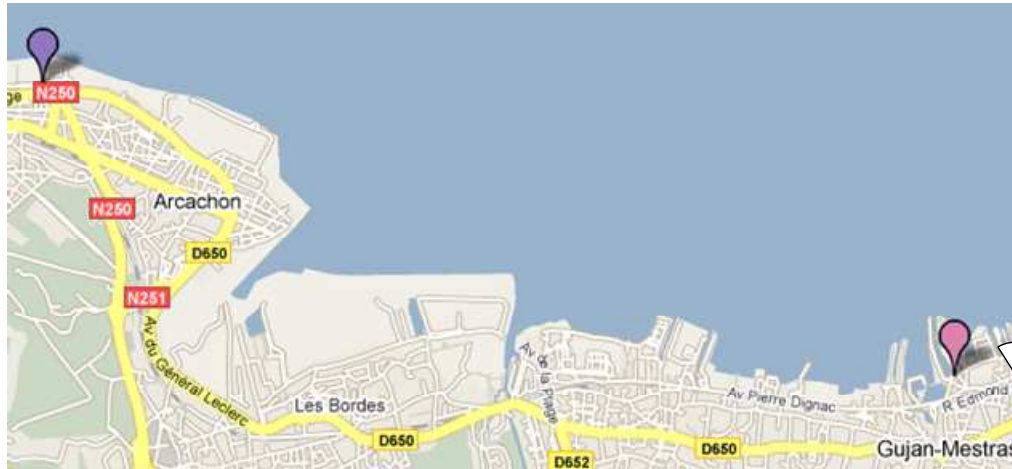 ge
N250
N250
Arcachon
D650
N251
Av du Général Leclerc
Les Bordes
D650
Av de la Plage
D652
Av Pierre Dignac
D650
R Edmond
Gujan-Mestras